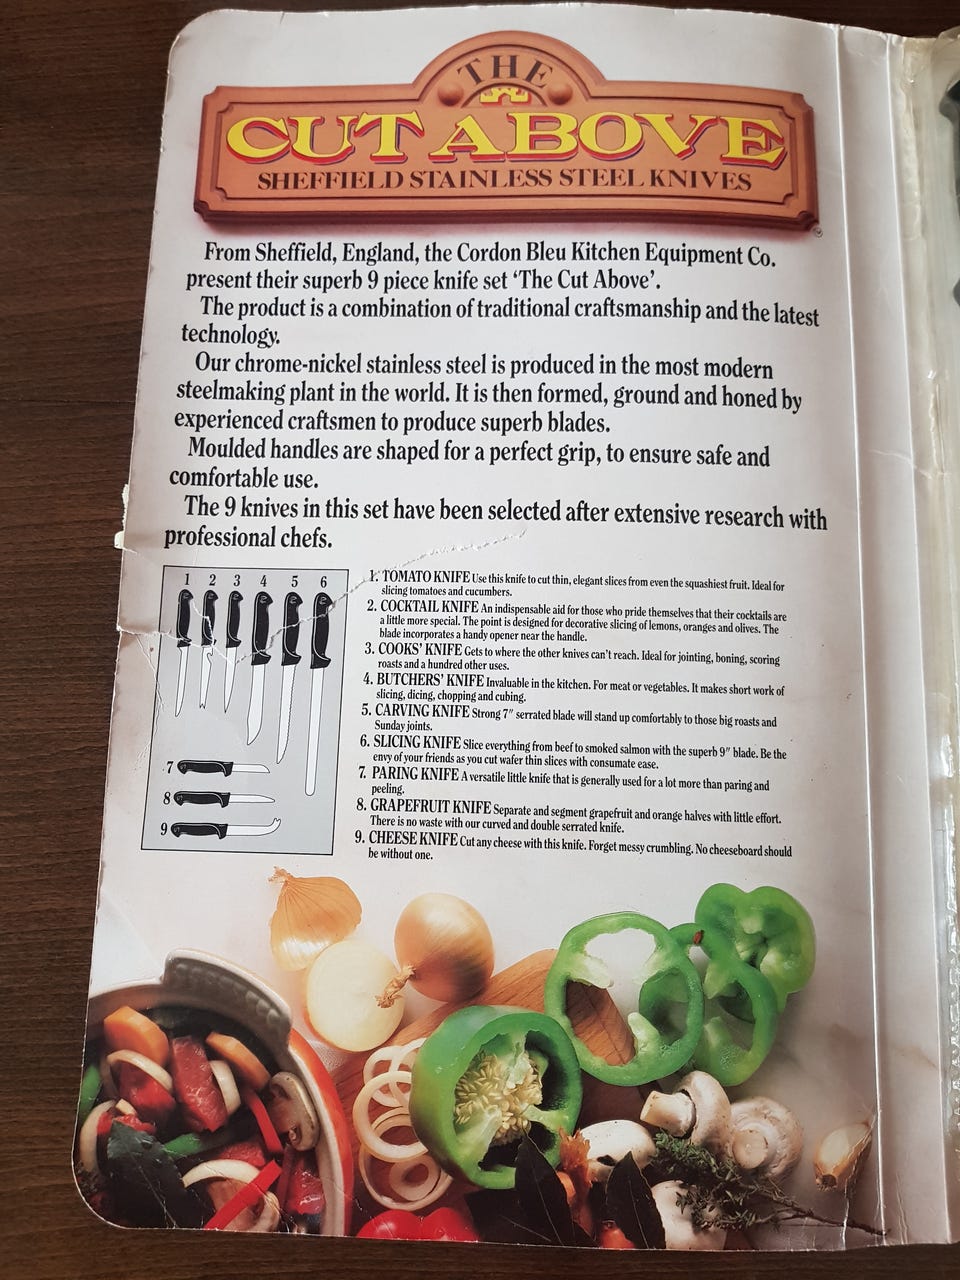 THE
CUT ABOVE
SHEFFIELD STAINLESS STEEL KNIVES
From Sheffield, England, the Cordon Bleu Kitchen Equipment Co.
present their superb 9 piece knife set ‘The Cut Above’.
The product is a combination of traditional craftsmanship and the latest
technology.
Our chrome-nickel stainless steel is produced in the most modern
steelmaking plant in the world. It is then formed, ground and honed by
experienced craftsmen to produce superb blades.
Moulded handles are shaped for a perfect grip, to ensure safe and
comfortable use.
The 9 knives in this set have been selected after extensive research with
professional chefs.
1 2 3 4 5 6
7
8
9
1. TOMATO KNIFE Use this knife to cut thin, elegant slices from even the squashiest fruit. Ideal for
slicing tomatoes and cucumbers.
2. COCKTAIL KNIFE An indispensable aid for those who pride themselves that their cocktails are
a little more special. The point is designed for decorative slicing of lemons, oranges and olives. The
blade incorporates a handy opener near the handle.
3. COOKS’ KNIFE Gets to where the other knives can’t reach. Ideal for jointing, boning, scoring
roasts and a hundred other uses.
4. BUTCHERS’ KNIFE Invaluable in the kitchen. For meat or vegetables. It makes short work of
slicing, dicing, chopping and cubing.
5. CARVING KNIFE Strong 7″ serrated blade will stand up comfortably to those big roasts and
Sunday joints.
6. SLICING KNIFE Slice everything from beef to smoked salmon with the superb 9″ blade. Be the
envy of your friends as you cut wafer thin slices with consumate ease.
7. PARING KNIFE A versatile little knife that is generally used for a lot more than paring and
peeling.
8. GRAPEFRUIT KNIFE Separate and segment grapefruit and orange halves with little effort.
There is no waste with our curved and double serrated knife.
9. CHEESE KNIFE Cut any cheese with this knife. Forget messy crumbling. No cheeseboard should
be without one.